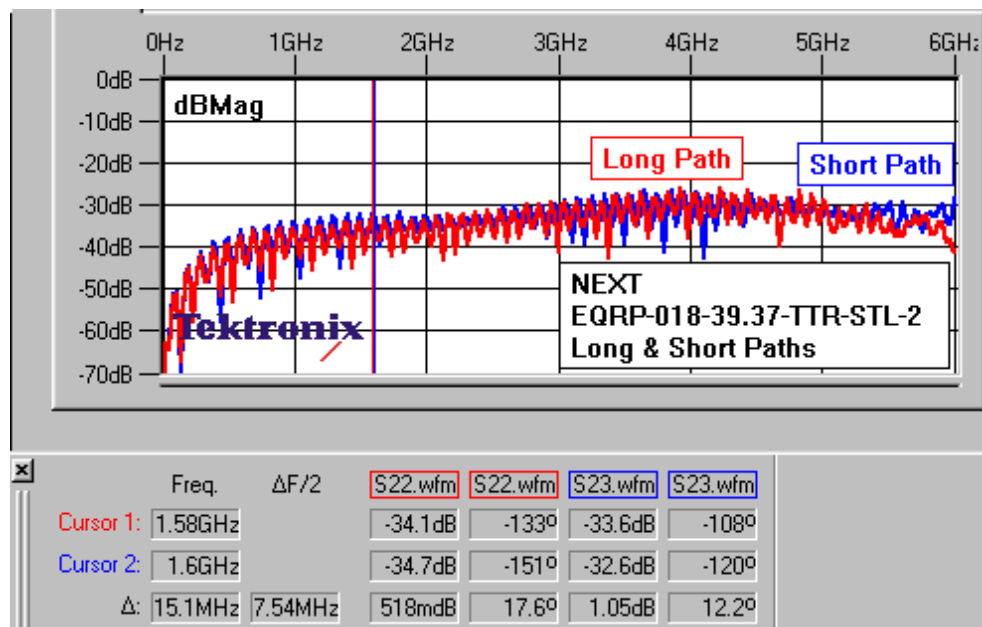 0Hz 1GHz 2GHz 3GHz 4GHz 5GHz 6GHz
0dB
dBMag
-10dB
-20dB
Long Path Short Path
-30dB
-40dB
-50dB
NEXT
EQRP-018-39.37-TTR-STL-2
Long & Short Paths
-60dB
Tektronix
-70dB
Freq. ΔF/2 S22.wfm S22.wfm S23.wfm S23.wfm
Cursor 1: 1.58GHz -34.1dB -133º -33.6dB -108º
Cursor 2: 1.6GHz -34.7dB -151º -32.6dB -120º
Δ: 15.1MHz 7.54MHz 518mdB 17.6º 1.05dB 12.2º